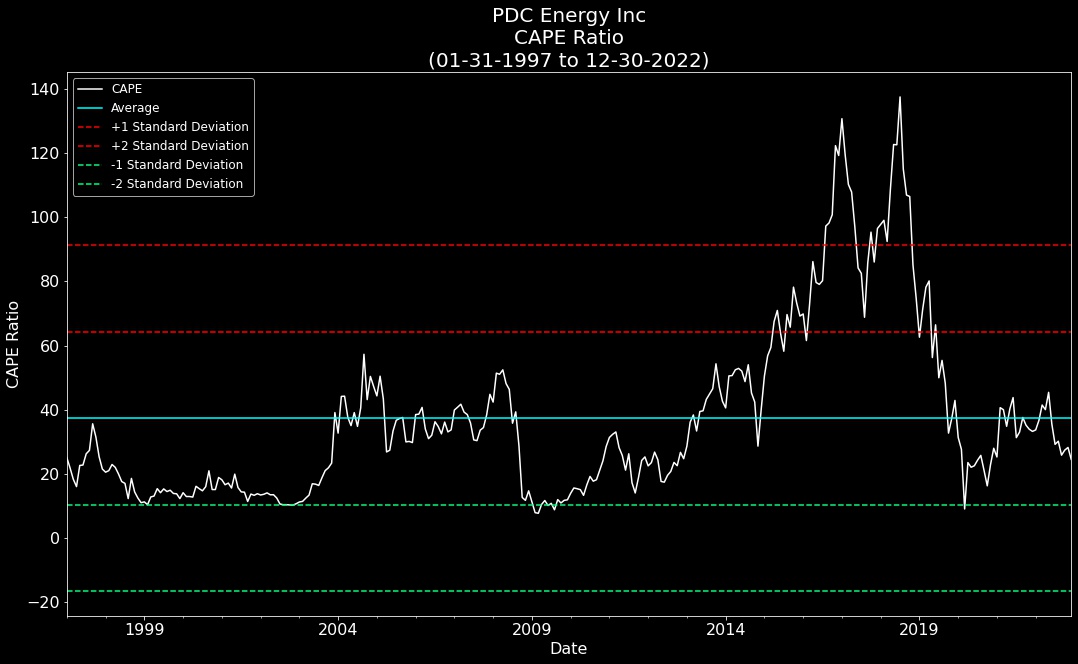 PDC Energy Inc
CAPE Ratio
(01-31-1997 to 12-30-2022)
CAPE
Average
+1 Standard Deviation
+2 Standard Deviation
-1 Standard Deviation
-2 Standard Deviation
CAPE Ratio
140
120
100
80
60
40
20
0
−20
1999 2004 2009 2014 2019
Date